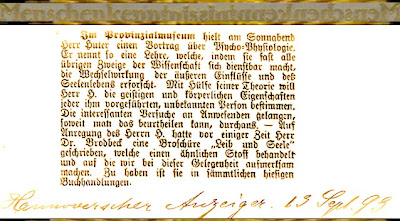 Im Provinzialmuseum hielt am Sonnabend
Herr Huter einen Vortrag über Psycho-Physiologie.
Er nennt so eine Lehre, welche, indem sie fast alle
übrigen Zweige der Wissenschaft sich dienstbar macht,
die Wechselwirkung der äußeren Einflüsse und des
Seelenlebens erforscht. Mit Hülfe seiner Theorie will
Herr H. die geistigen und körperlichen Eigenschaften
jeder ihm vorgeführten, unbekannten Person bestimmen.
Die interessanten Versuche an Anwesenden gelangen,
soweit man das beurtheilen kann, durchaus. – Auf
Anregung des Herrn H. hatte vor einiger Zeit Herr
Dr. Brodbeck eine Broschüre „Leib und Seele"
geschrieben, welche einen ähnlichen Stoff behandelt
und auf die wir bei dieser Gelegenheit aufmerksam
machen. Zu haben ist sie in sämmtlichen hiesigen
Buchhandlungen.
Hannoverscher Anzeiger. 13 Sept. 99